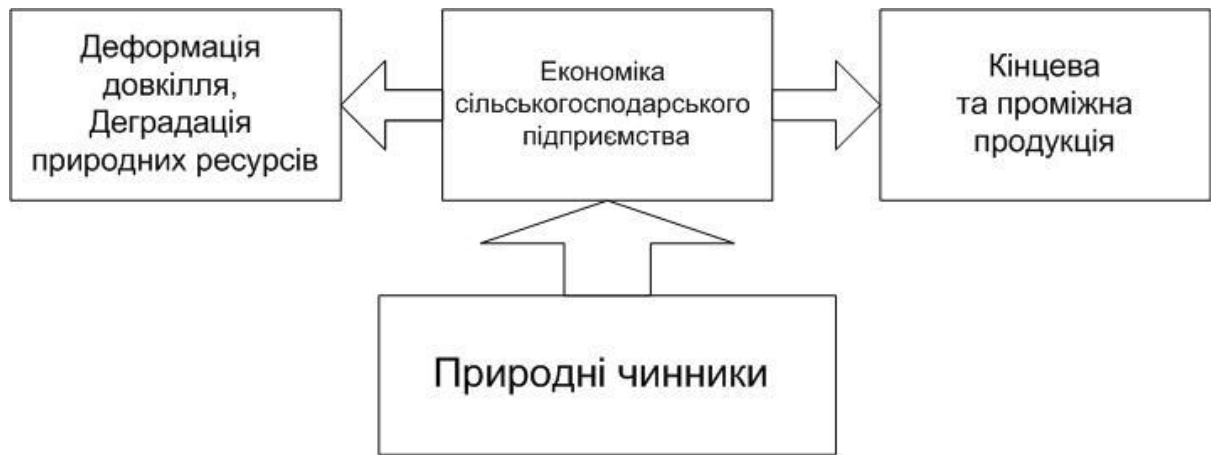 Деформація
довкілля,
Деградація
природних ресурсів
Економіка
сільськогосподарського
підприємства
Кінцева
та проміжна
продукція
Природні чинники